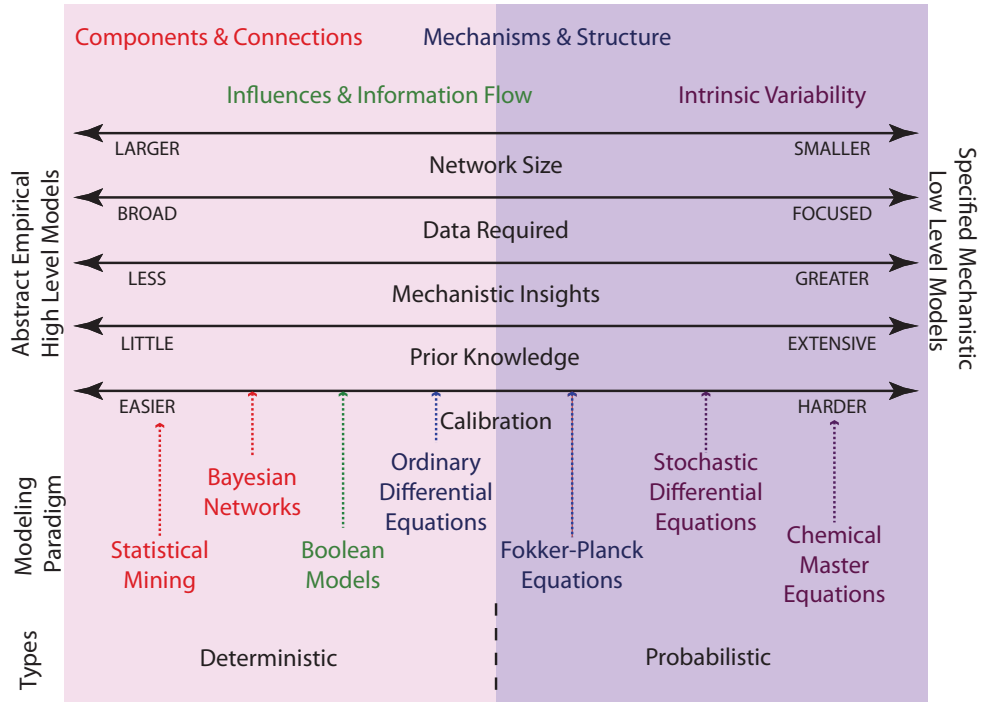 Components & Connections
Mechanisms & Structure
Influences & Information Flow
Intrinsic Variability
LARGER
SMALLER
Network Size
BROAD
FOCUSED
Data Required
LESS
GREATER
Mechanistic Insights
LITTLE
EXTENSIVE
Prior Knowledge
EASIER
HARDER
Calibration
Abstract Empirical
High Level Models
Specified Mechanistic
Low Level Models
Modeling
Paradigm
Statistical
Mining
Bayesian
Networks
Boolean
Models
Ordinary
Differential
Equations
Fokker-Planck
Equations
Stochastic
Differential
Equations
Chemical
Master
Equations
Types
Deterministic
Probabilistic